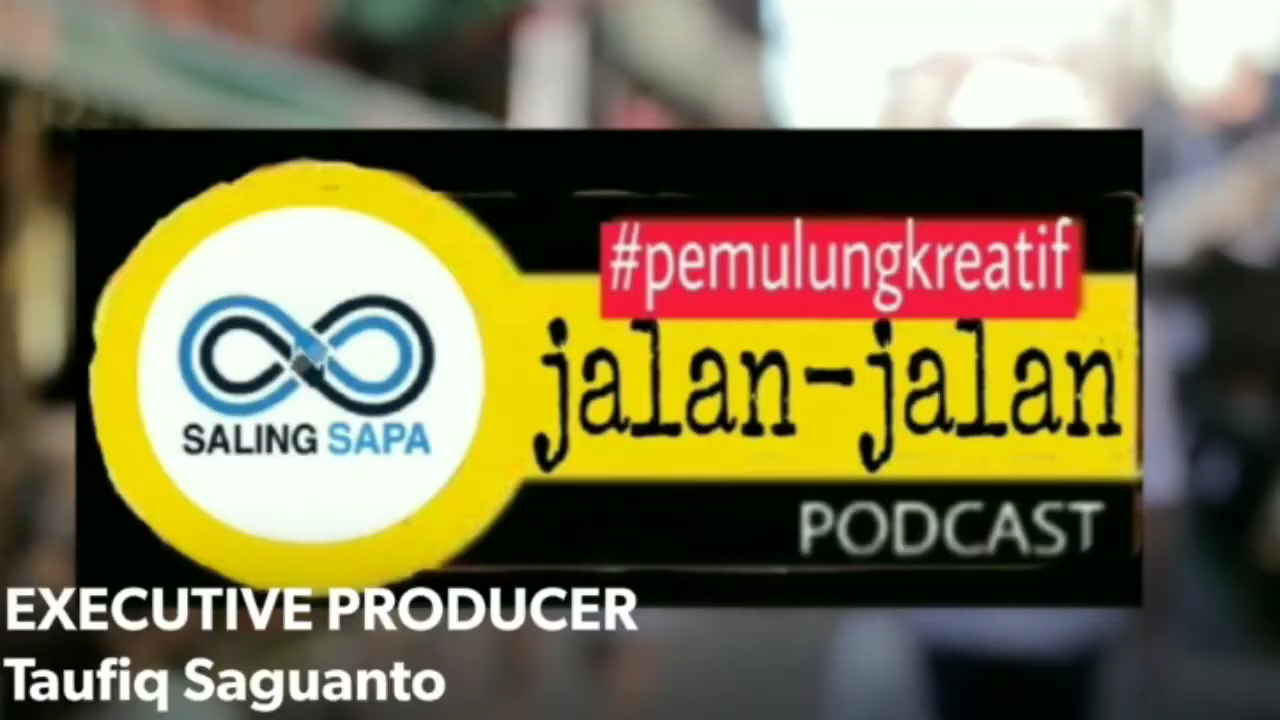 #pemulungkreatif
jalan-jalan
SALING SAPA
PODCAST
EXECUTIVE PRODUCER
Taufiq Saguanto